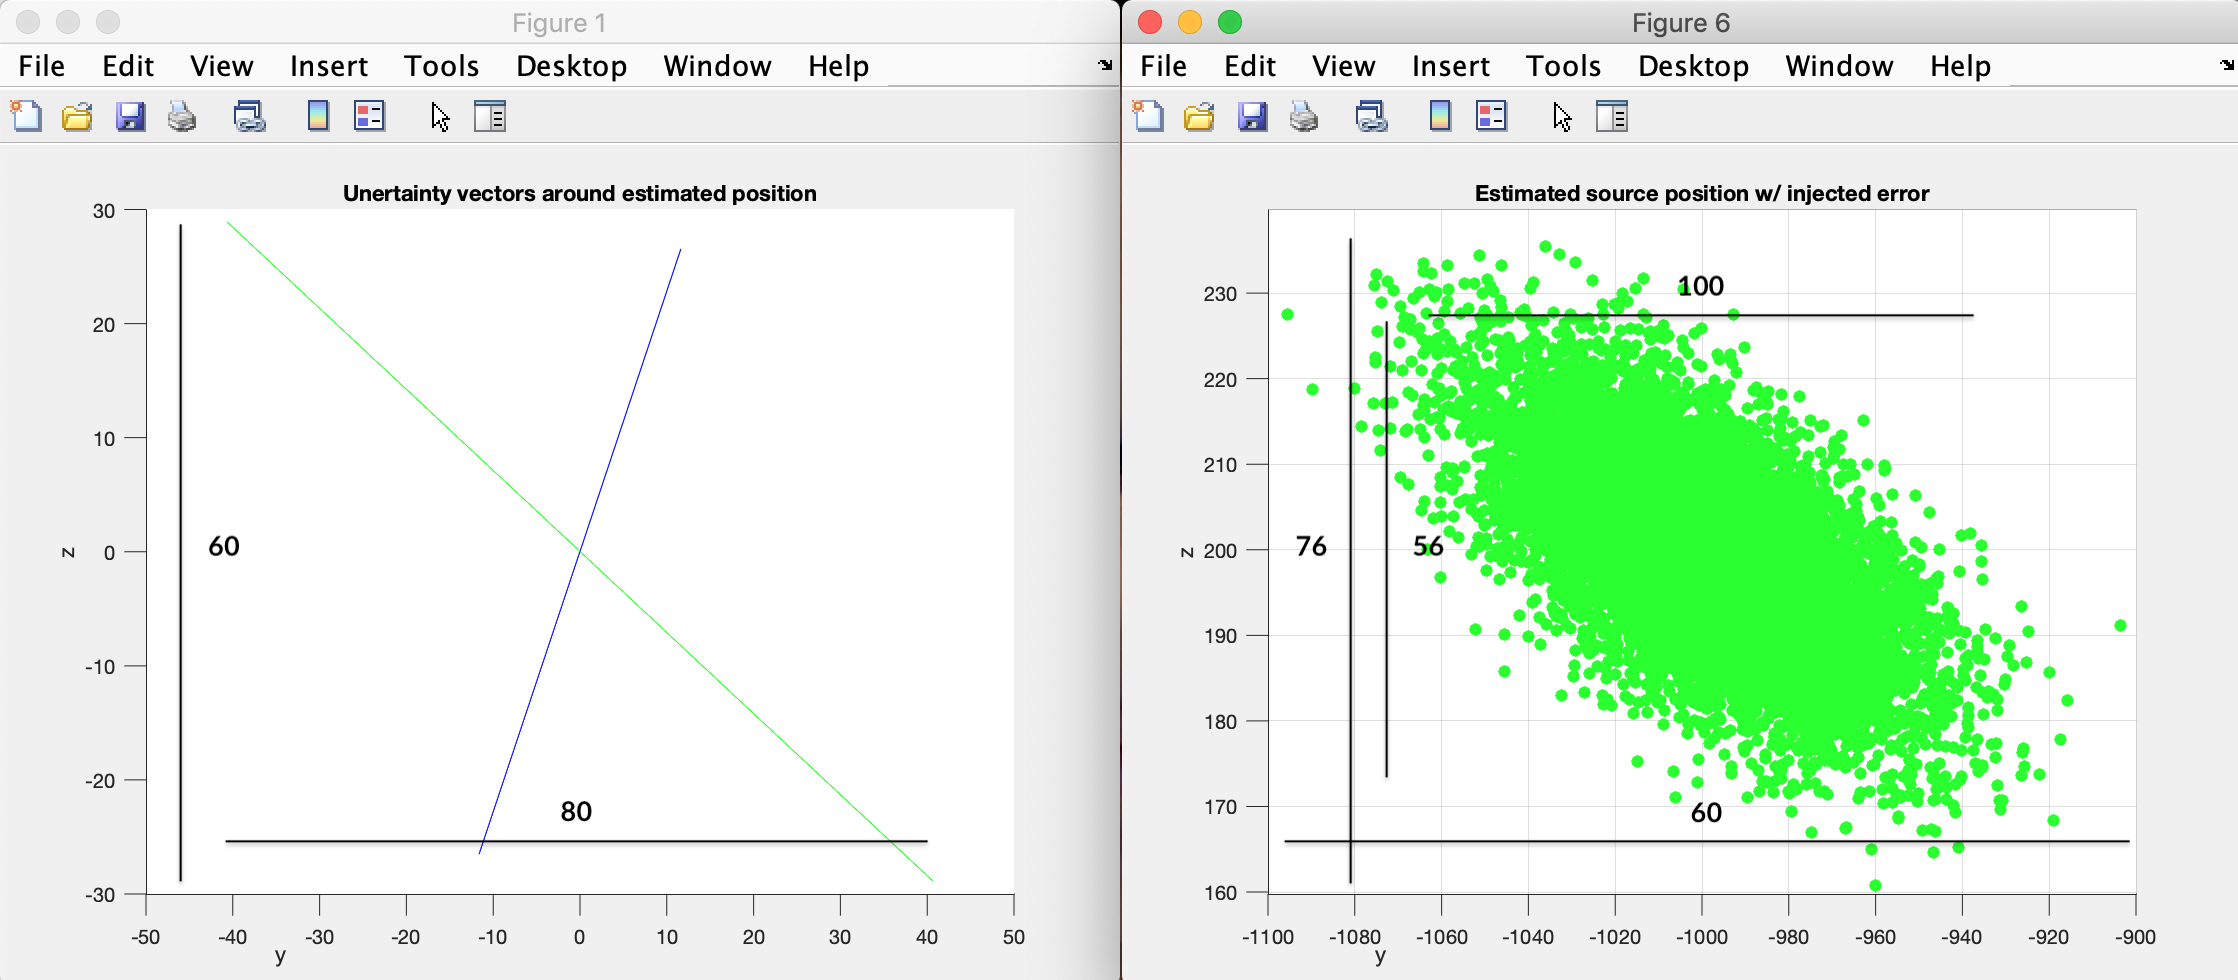 Figure 1
File Edit View Insert Tools Desktop Window Help
Unertainty vectors around estimated position
30
20
10
0
-10
-20
-30
z
60
80
-50 -40 -30 -20 -10 0 10 20 30 40 50
y
Figure 6
File Edit View Insert Tools Desktop Window Help
Estimated source position w/ injected error
230
220
210
200
190
180
170
160
z
100
76
56
60
-1100 -1080 -1060 -1040 -1020 -1000 -980 -960 -940 -920 -900
y